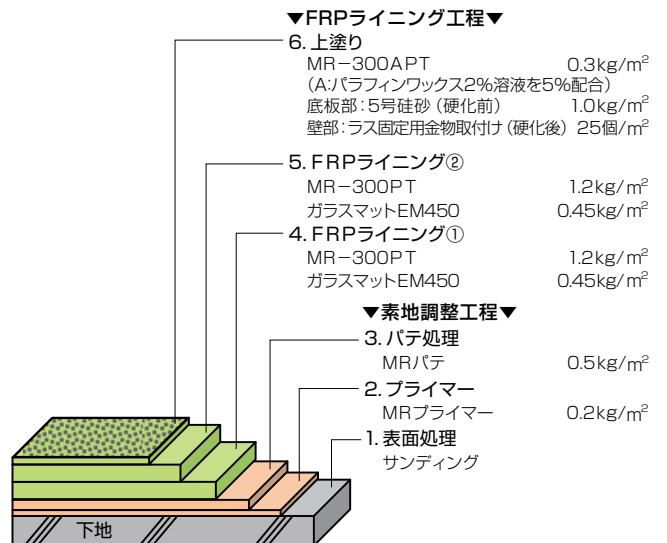 ▼FRPライニング工程▼
6. 上塗り
MR−300APT 0.3kg/m²
(A:パラフィンワックス2%溶液を5%配合)
底板部：5号硅砂（硬化前） 1.0kg/m²
壁部：ラス固定用金物取付け（硬化後） 25個/m²
5. FRPライニング②
MR−300PT 1.2kg/m²
ガラスマットEM450 0.45kg/m²
4. FRPライニング①
MR−300PT 1.2kg/m²
ガラスマットEM450 0.45kg/m²
▼素地調整工程▼
3. パテ処理
MRパテ 0.5kg/m²
2. プライマー
MRプライマー 0.2kg/m²
1. 表面処理
サンディング
下地